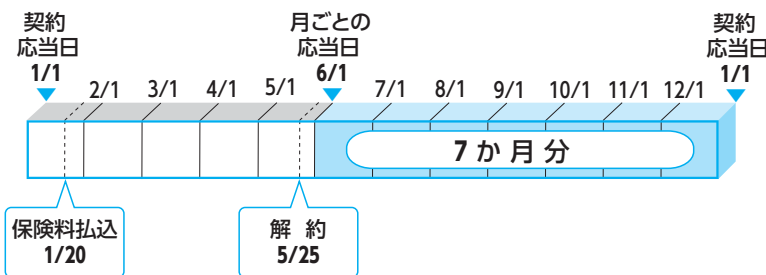 契約
応当日
1/1
月ごとの
応当日
6/1
契約
応当日
1/1
2/1
3/1
4/1
5/1
7/1
8/1
9/1
10/1
11/1
12/1
7か月分
保険料払込
1/20
解約
5/25